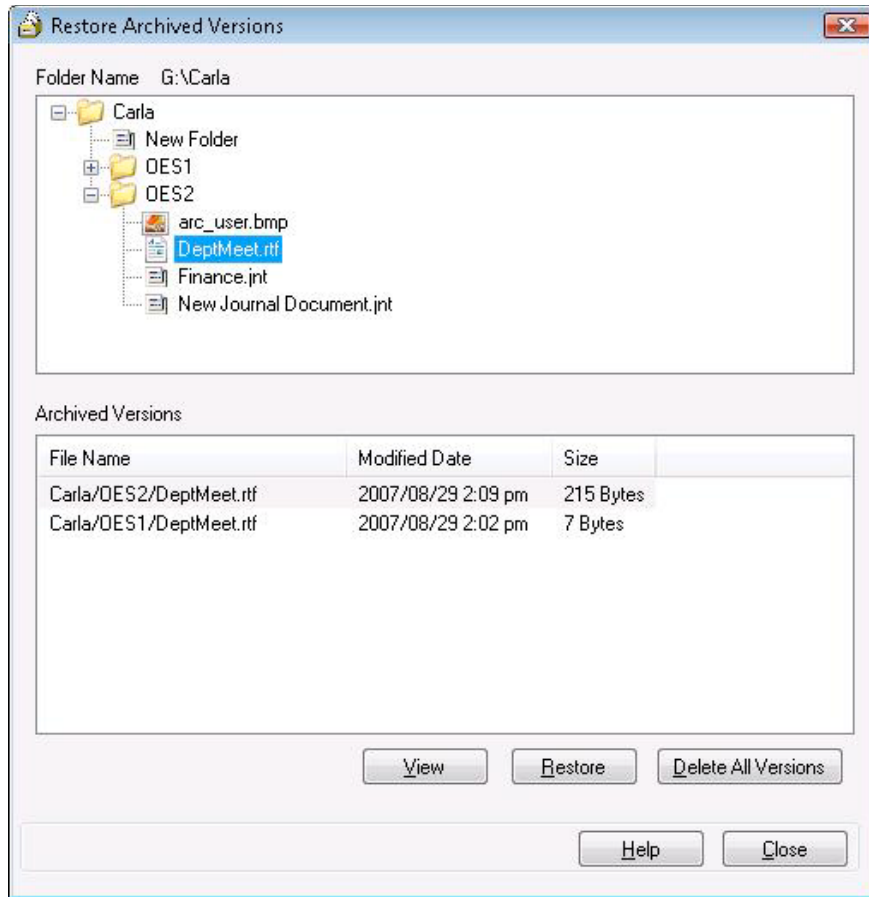 Restore Archived Versions
Folder Name G:\Carla
Carla
New Folder
OES1
OES2
arc_user.bmp
DeptMeet.rtf
Finance.jnt
New Journal Document.jnt
Archived Versions
File Name Modified Date Size
Carla/OES2/DeptMeet.rtf 2007/08/29 2:09 pm 215 Bytes
Carla/OES1/DeptMeet.rtf 2007/08/29 2:02 pm 7 Bytes
View Restore Delete All Versions
Help Close